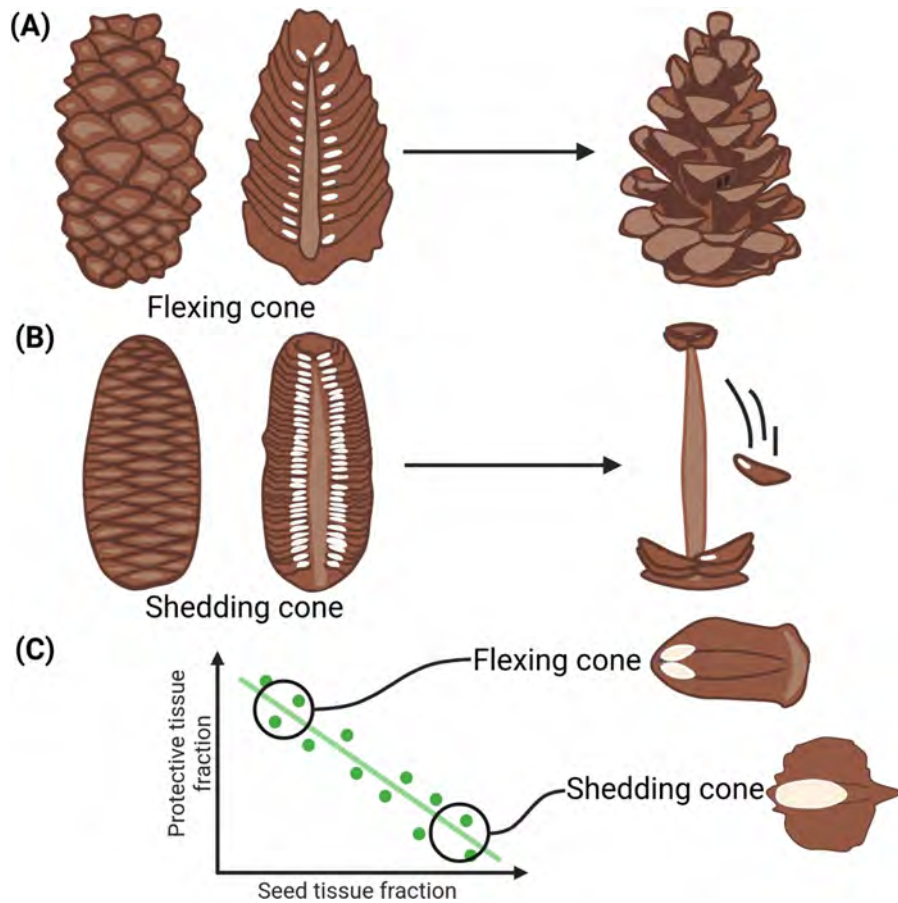 (A)
Flexing cone
(B)
Shedding cone
(C)
Flexing cone
Shedding cone
Protective tissue
fraction
Seed tissue fraction